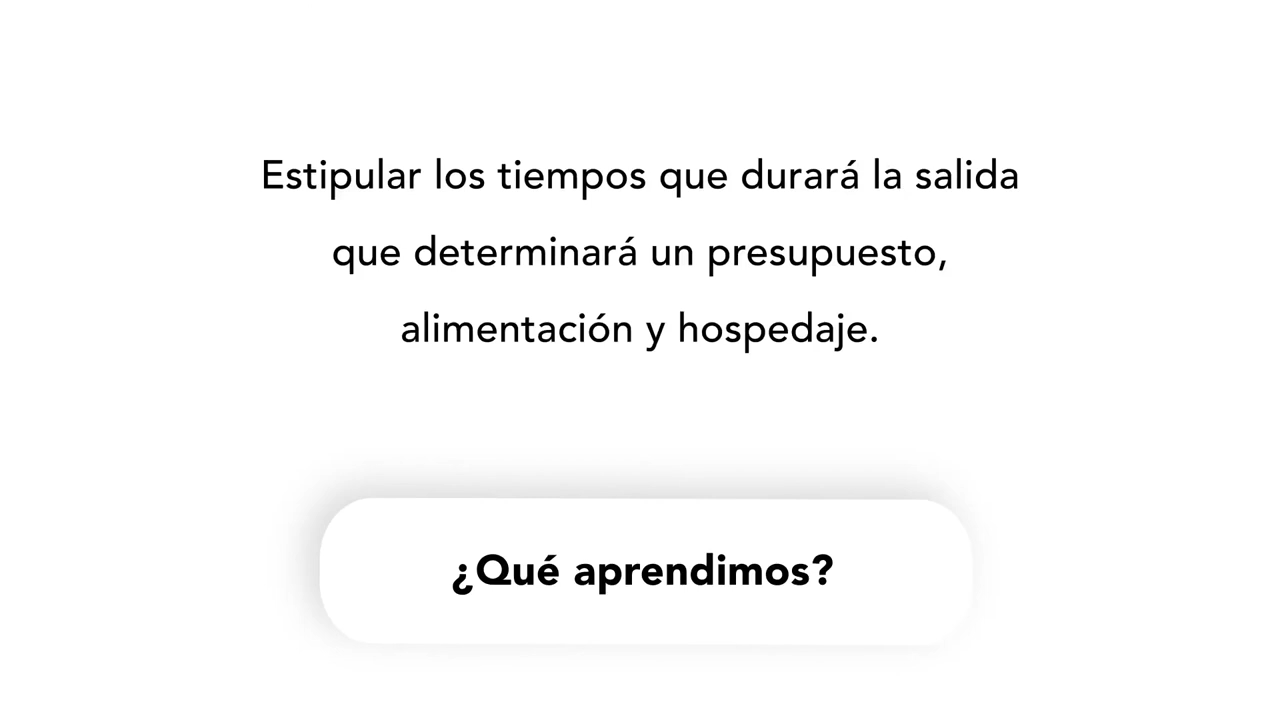 Estipular los tiempos que durará la salida
que determinará un presupuesto,
alimentación y hospedaje.
¿Qué aprendimos?